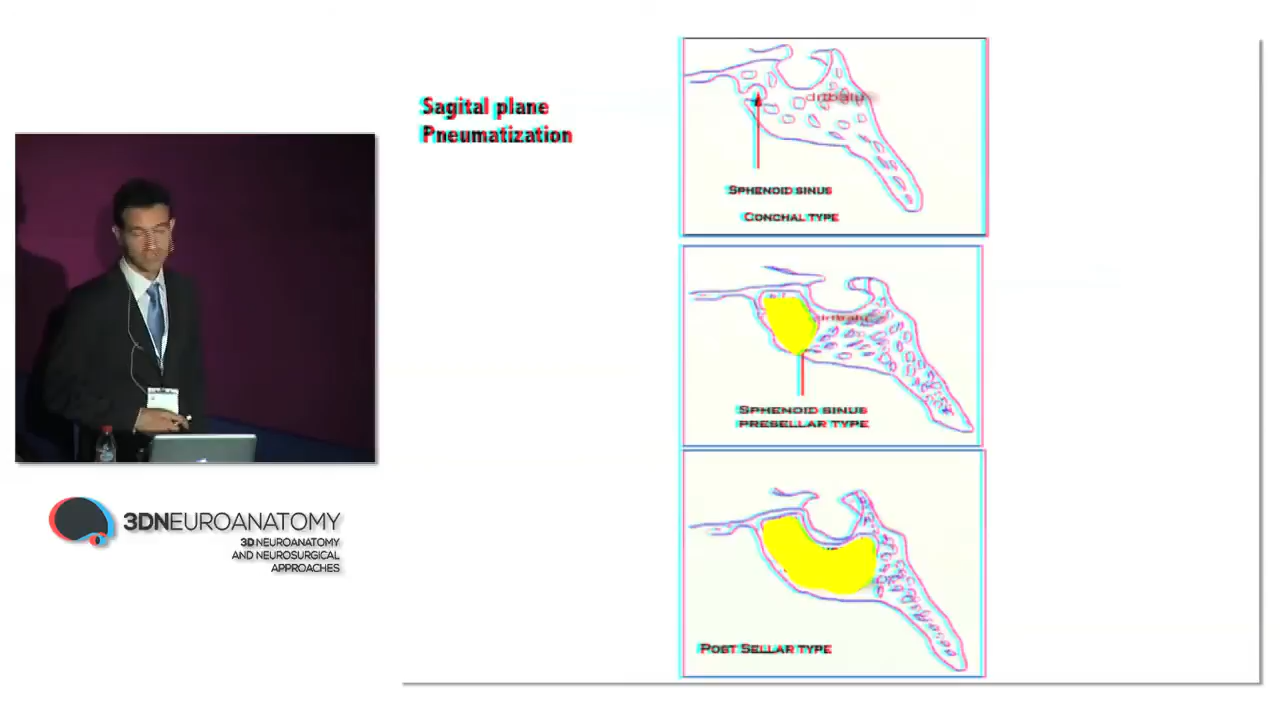 Sagital plane
Pneumatization
SPHENOID SINUS
CONCHAL TYPE
SPHENOID SINUS
PRESELLAR TYPE
POST SELLAR TYPE
3DNEUROANATOMY
3D NEUROANATOMY
AND NEUROSURGICAL
APPROACHES